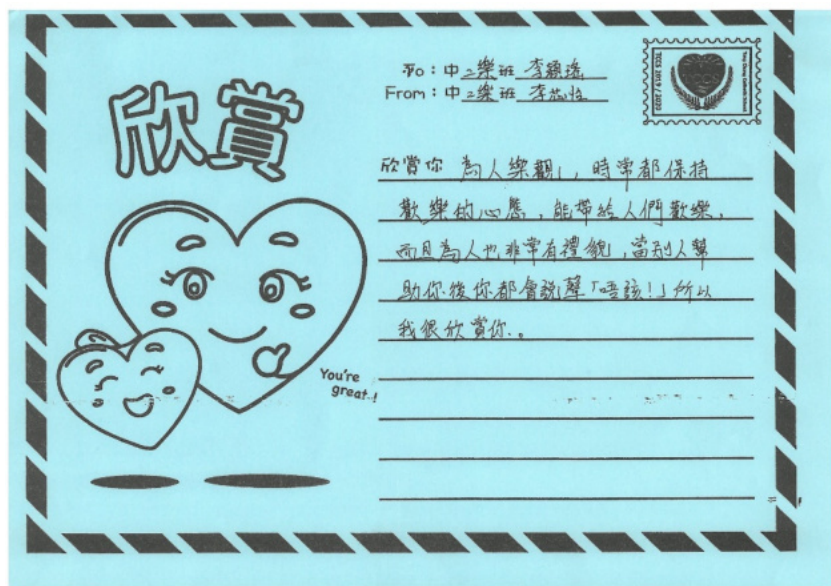 欣賞
To：中二樂班 李穎瑤
From：中二樂班 李芯怡
欣賞你 為人樂觀，時常都保持
歡樂的心態，能帶給人們歡樂，
而且為人也非常有禮貌，當別人幫
助你後你都會説聲「唔該！」所以
我很欣賞你。
You're
great..!